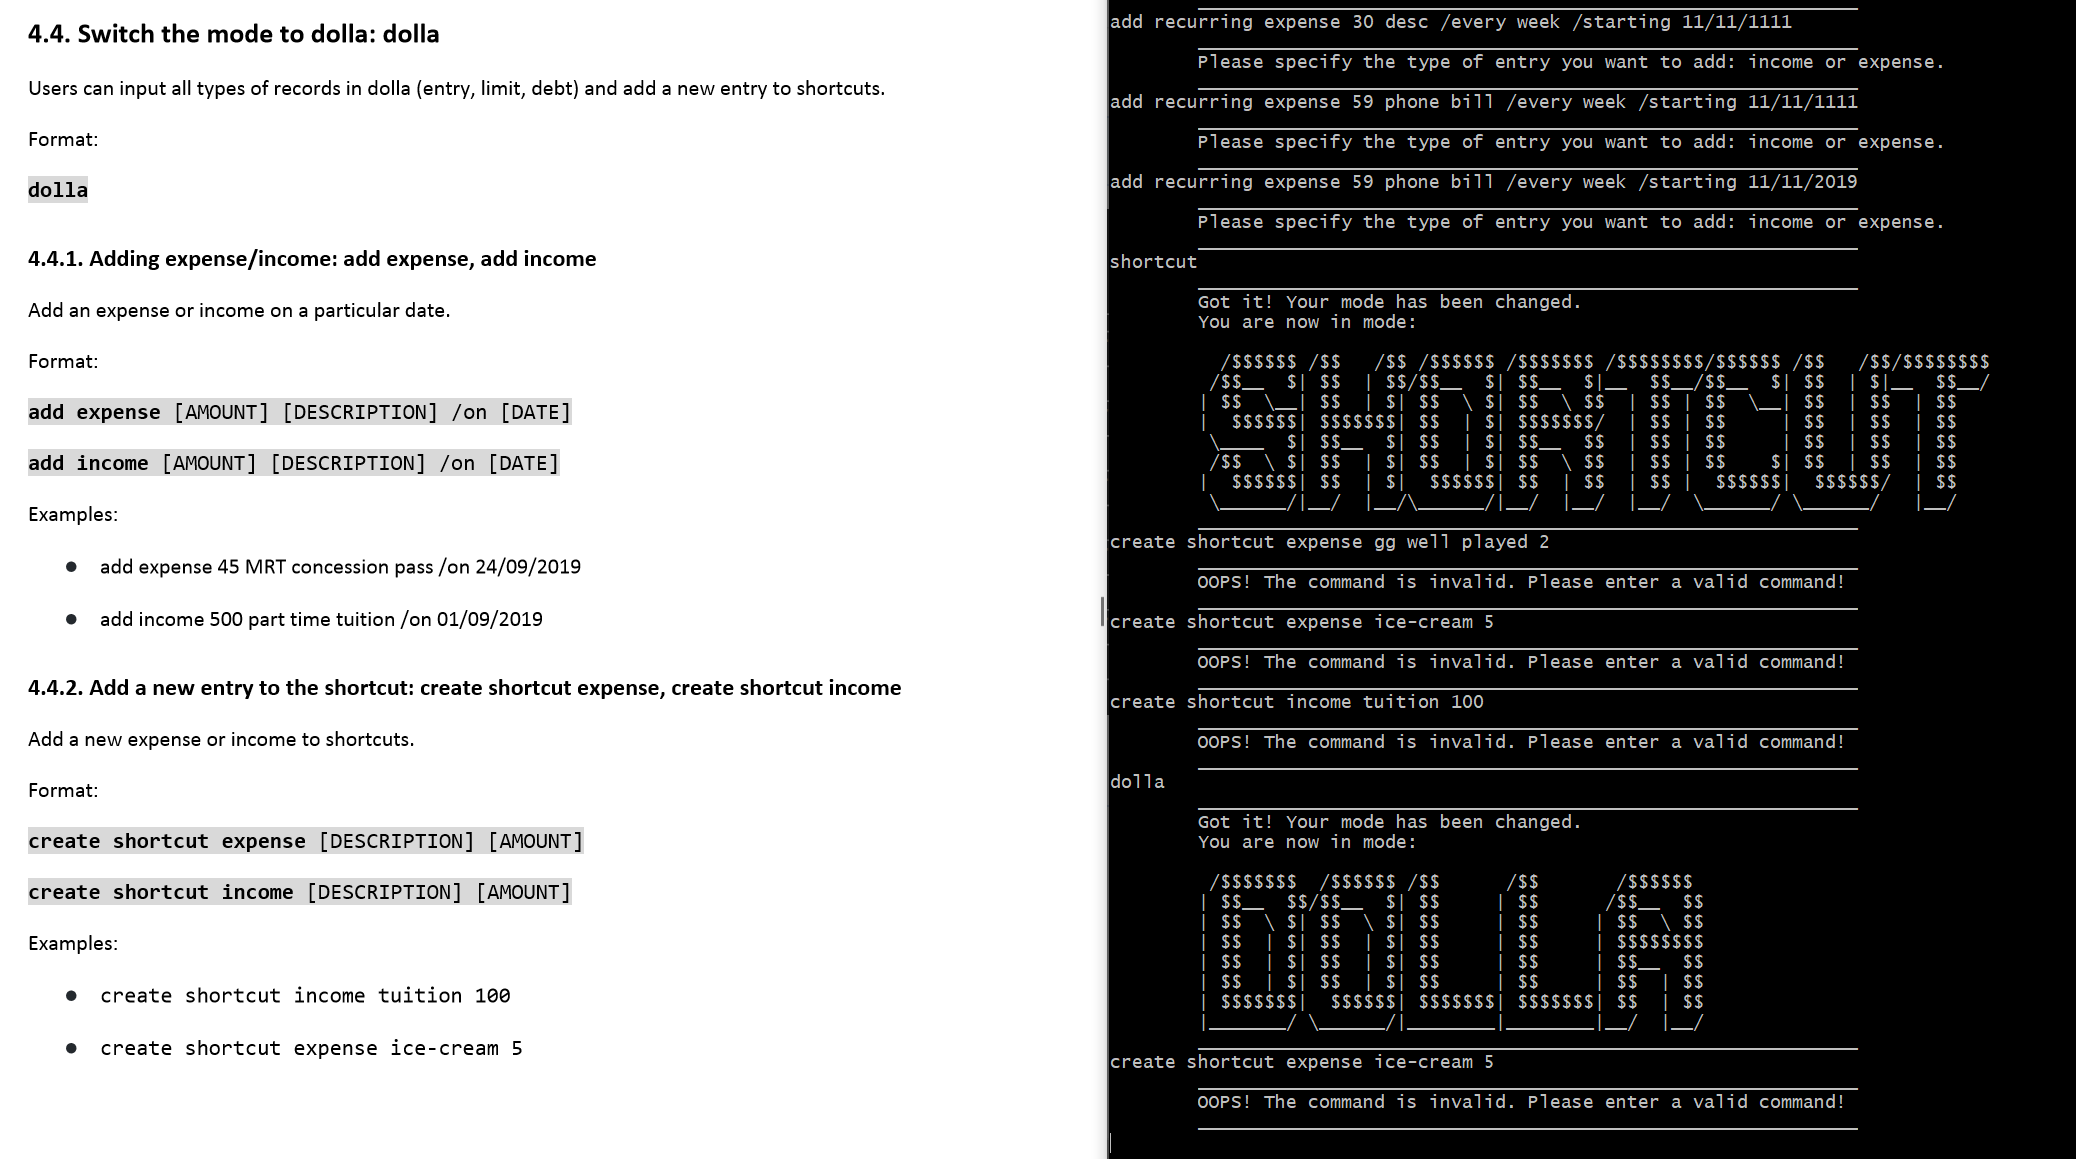 4.4. Switch the mode to dolla: dolla
Users can input all types of records in dolla (entry, limit, debt) and add a new entry to shortcuts.
Format:
dolla
4.4.1. Adding expense/income: add expense, add income
Add an expense or income on a particular date.
Format:
add expense [AMOUNT] [DESCRIPTION] /on [DATE]
add income [AMOUNT] [DESCRIPTION] /on [DATE]
Examples:
● add expense 45 MRT concession pass /on 24/09/2019
● add income 500 part time tuition /on 01/09/2019
4.4.2. Add a new entry to the shortcut: create shortcut expense, create shortcut income
Add a new expense or income to shortcuts.
Format:
create shortcut expense [DESCRIPTION] [AMOUNT]
create shortcut income [DESCRIPTION] [AMOUNT]
Examples:
● create shortcut income tuition 100
● create shortcut expense ice-cream 5
add recurring expense 30 desc /every week /starting 11/11/1111
Please specify the type of entry you want to add: income or expense.
add recurring expense 59 phone bill /every week /starting 11/11/1111
Please specify the type of entry you want to add: income or expense.
add recurring expense 59 phone bill /every week /starting 11/11/2019
Please specify the type of entry you want to add: income or expense.
shortcut
Got it! Your mode has been changed.
You are now in mode:
SHORTCUT
create shortcut expense gg well played 2
OOPS! The command is invalid. Please enter a valid command!
create shortcut expense ice-cream 5
OOPS! The command is invalid. Please enter a valid command!
create shortcut income tuition 100
OOPS! The command is invalid. Please enter a valid command!
dolla
Got it! Your mode has been changed.
You are now in mode:
DOLLA
create shortcut expense ice-cream 5
OOPS! The command is invalid. Please enter a valid command!